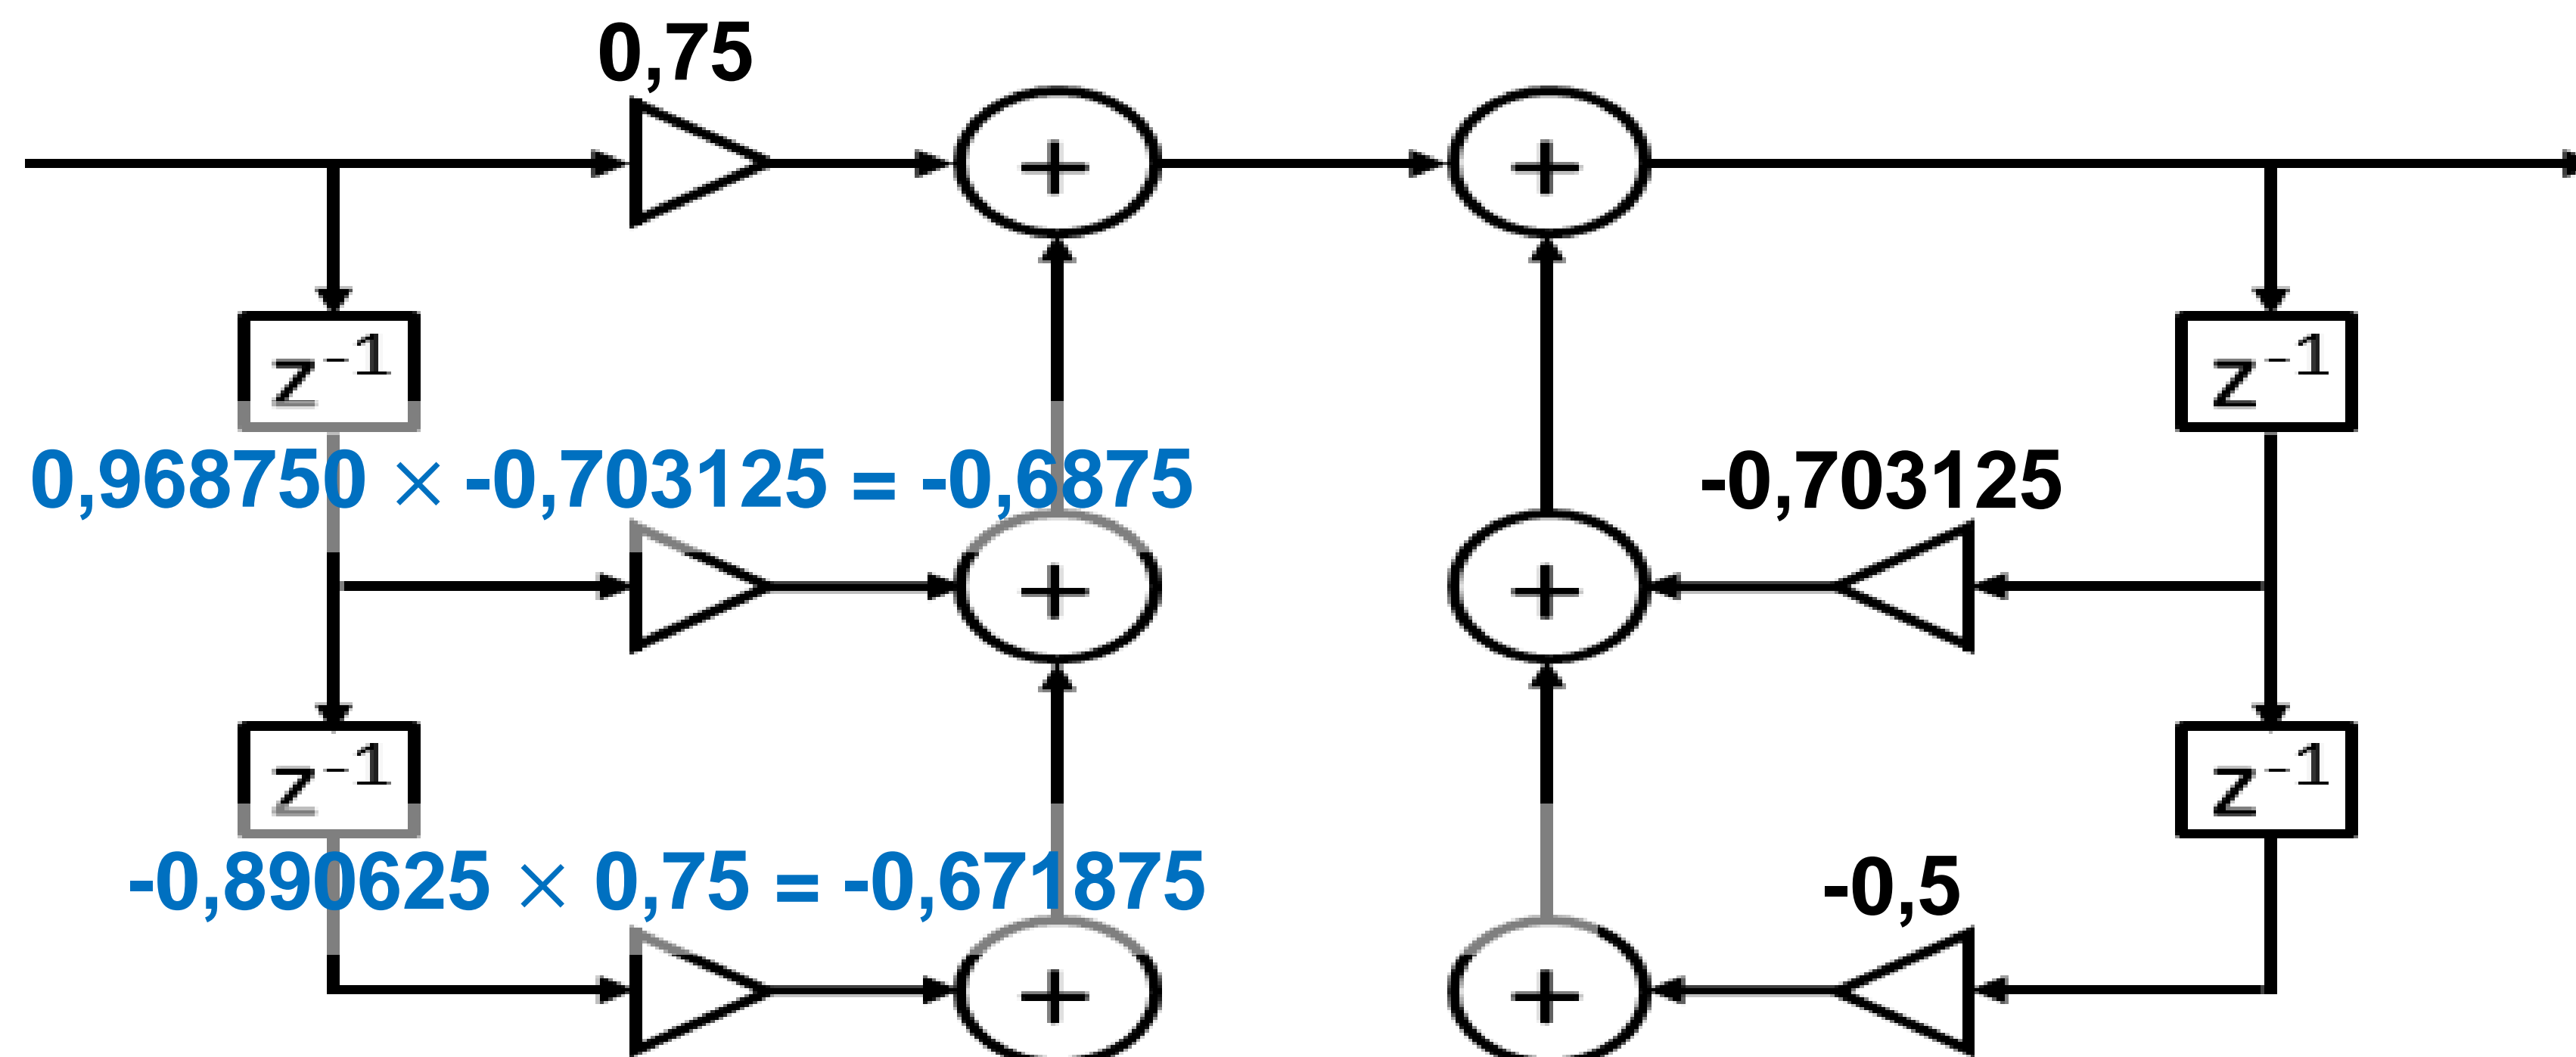 0,75
+ +
z⁻¹ z⁻¹
0,968750 × -0,703125 = -0,6875 -0,703125
+ +
z⁻¹ z⁻¹
-0,890625 × 0,75 = -0,671875 -0,5
+ +